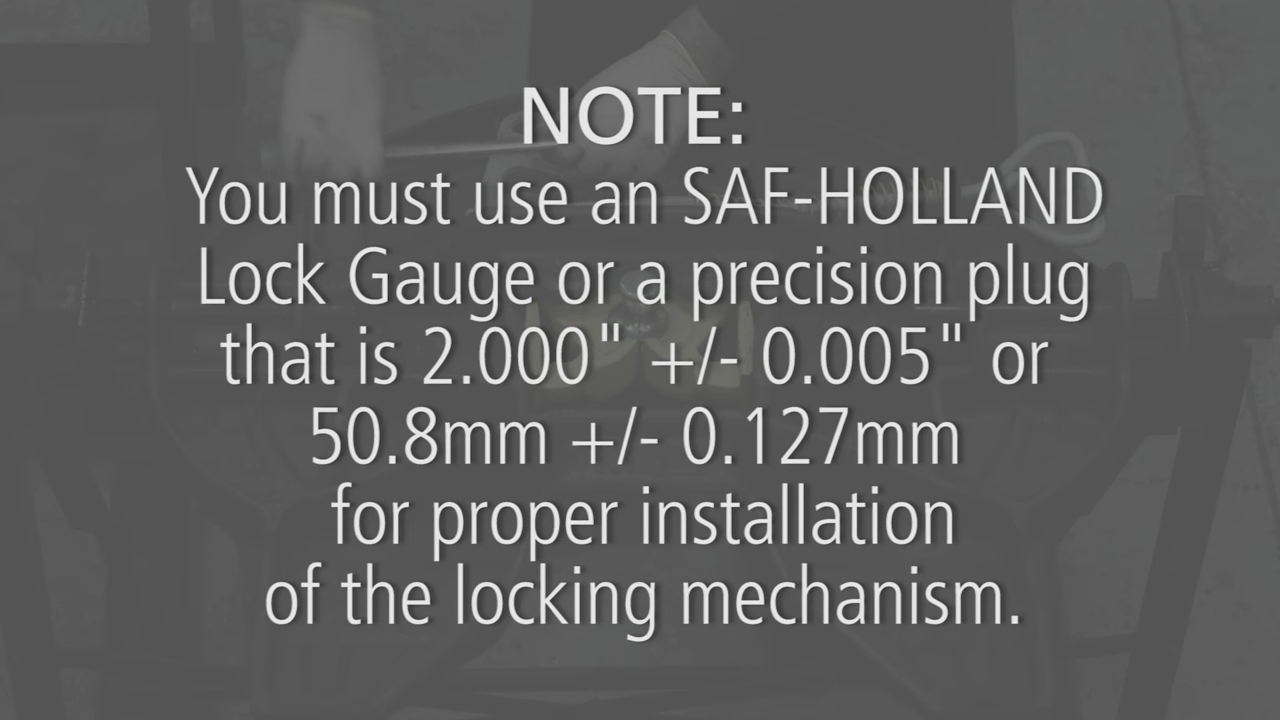 NOTE:
You must use an SAF-HOLLAND
Lock Gauge or a precision plug
that is 2.000" +/- 0.005" or
50.8mm +/- 0.127mm
for proper installation
of the locking mechanism.